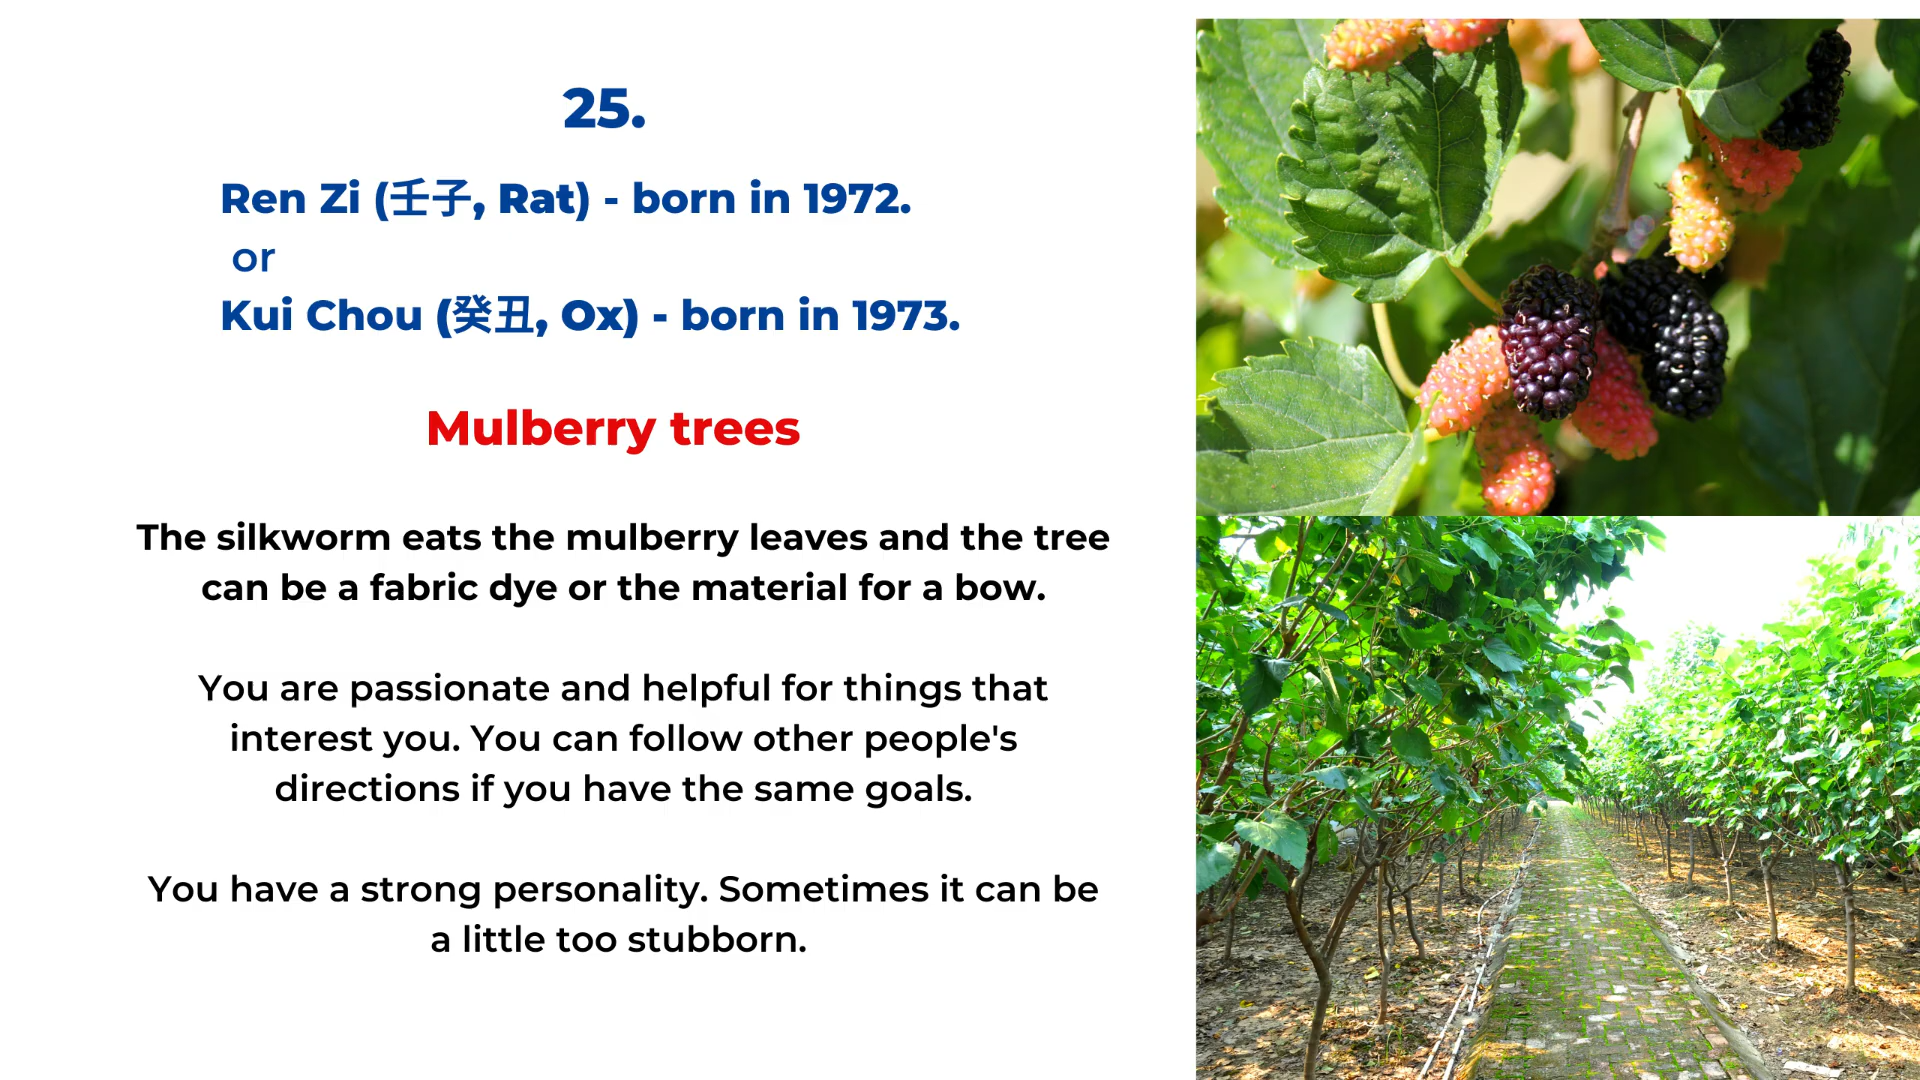 25.
Ren Zi (壬子, Rat) - born in 1972.
or
Kui Chou (癸丑, Ox) - born in 1973.
Mulberry trees
The silkworm eats the mulberry leaves and the tree
can be a fabric dye or the material for a bow.
You are passionate and helpful for things that
interest you. You can follow other people's
directions if you have the same goals.
You have a strong personality. Sometimes it can be
a little too stubborn.